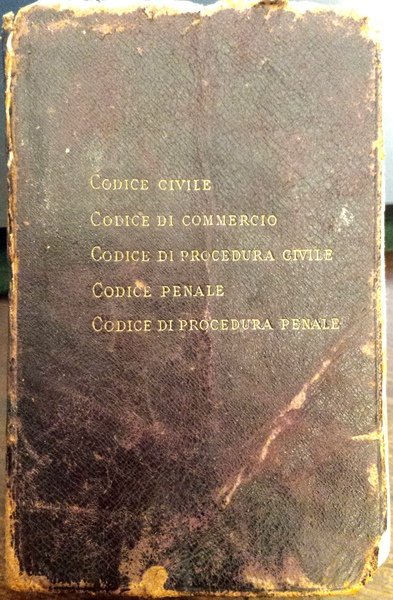 CODICE CIVILE
CODICE DI COMMERCIO
CODICE DI PROCEDURA CIVILE
CODICE PENALE
CODICE DI PROCEDURA PENALE